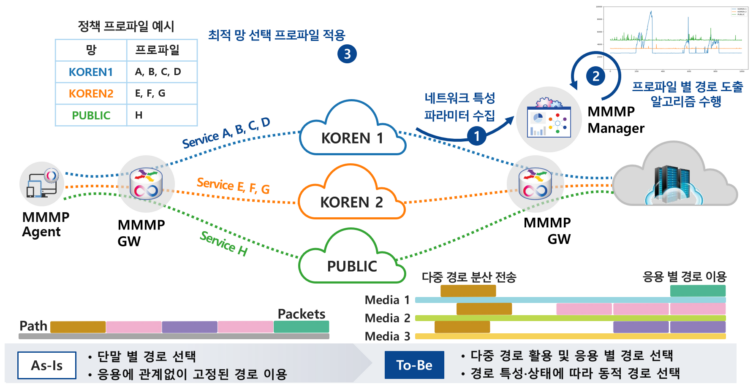 정책 프로파일 예시
망 프로파일
KOREN1 A, B, C, D
KOREN2 E, F, G
PUBLIC H
최적 망 선택 프로파일 적용
3
네트워크 특성
파라미터 수집
1
2
프로파일 별 경로 도출
알고리즘 수행
MMMP
Manager
Service A, B, C, D
KOREN 1
Service E, F, G
KOREN 2
Service H
PUBLIC
MMMP
Agent
MMMP
GW
MMMP
GW
다중 경로 분산 전송
응용 별 경로 이용
Media 1
Media 2
Media 3
Packets
Path
As-Is
• 단말 별 경로 선택
• 응용에 관계없이 고정된 경로 이용
To-Be
• 다중 경로 활용 및 응용 별 경로 선택
• 경로 특성·상태에 따라 동적 경로 선택